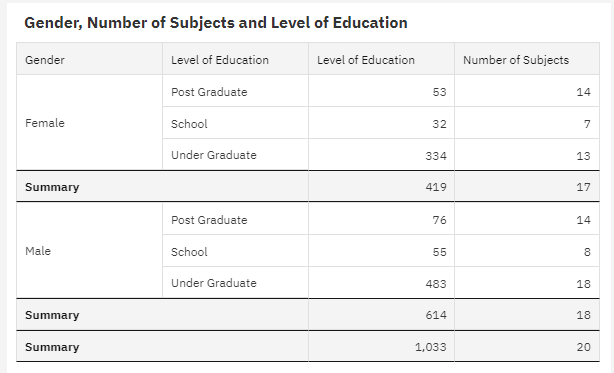 Gender, Number of Subjects and Level of Education
Gender Level of Education Level of Education Number of Subjects
Post Graduate 53 14
Female School 32 7
Under Graduate 334 13
Summary 419 17
Post Graduate 76 14
Male School 55 8
Under Graduate 483 18
Summary 614 18
Summary 1,033 20